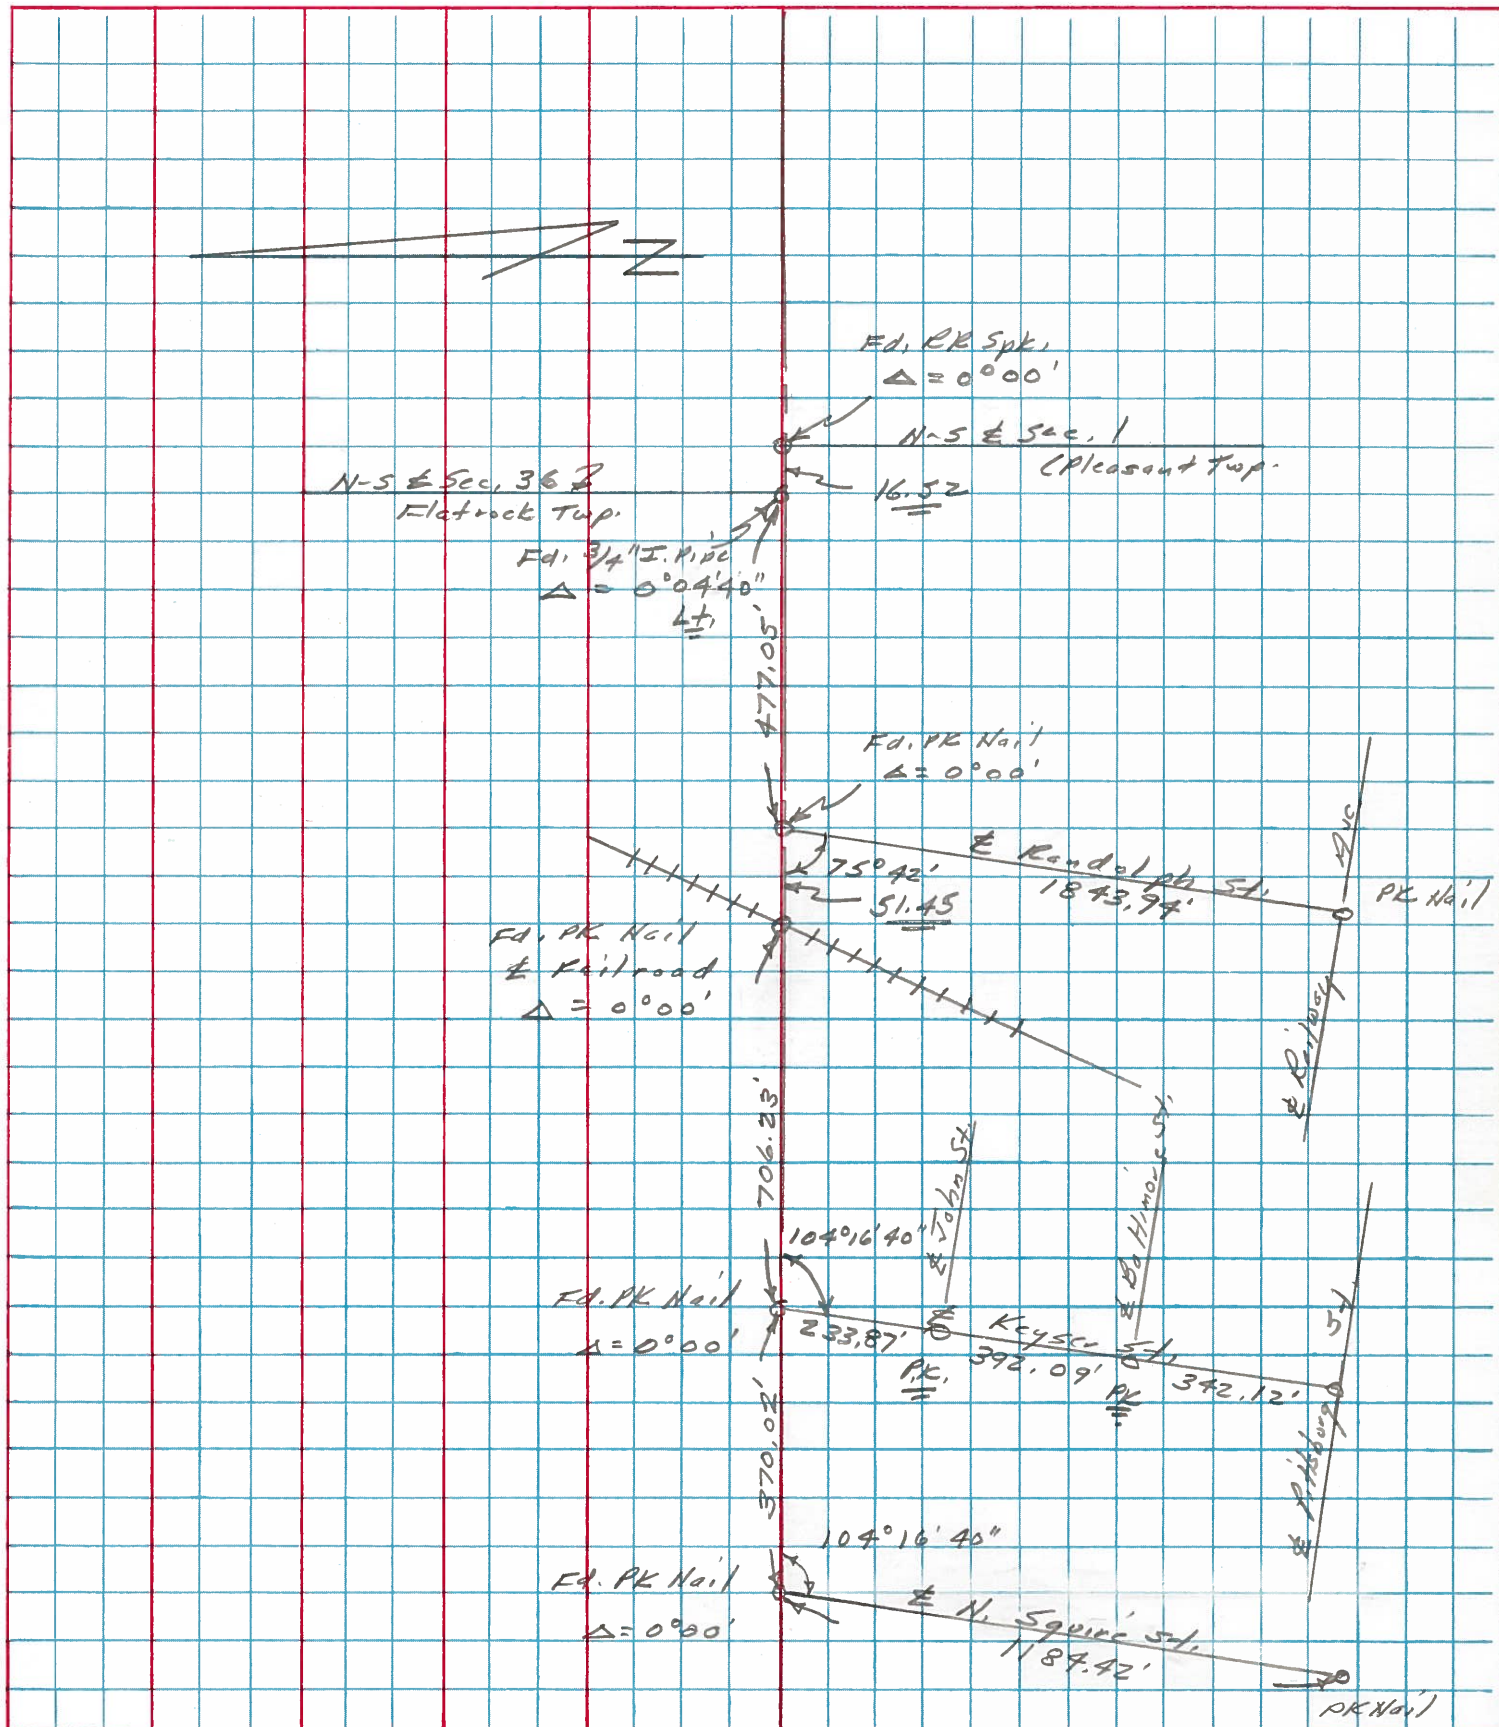 N
Fd. RR Spk.
Δ = 0°00'
N-S ℄ Sec. 1
(Pleasant Twp.
16.52
N-S ℄ Sec. 36
Flatrock Twp.
Fd. 3/4" I. Pipe
Δ = 0°04'40"
Lt.
477.05'
Fd. PK Nail
Δ = 0°00'
℄ Randolph St.
1843.94'
75°42'
51.45
PK Nail
℄ Railway Ave
Fd. PK Nail
℄ Railroad
Δ = 0°00'
706.23'
104°16'40"
℄ John St.
℄ Baltimore St.
Fd. PK Nail
Δ = 0°00'
℄ Keyser St.
233.87'
392.09'
342.12'
P.K.
PK
℄ Pittsburg St.
370.02'
104°16'40"
Fd. PK Nail
Δ = 0°00'
℄ N. Squire St.
1184.42'
PK Nail